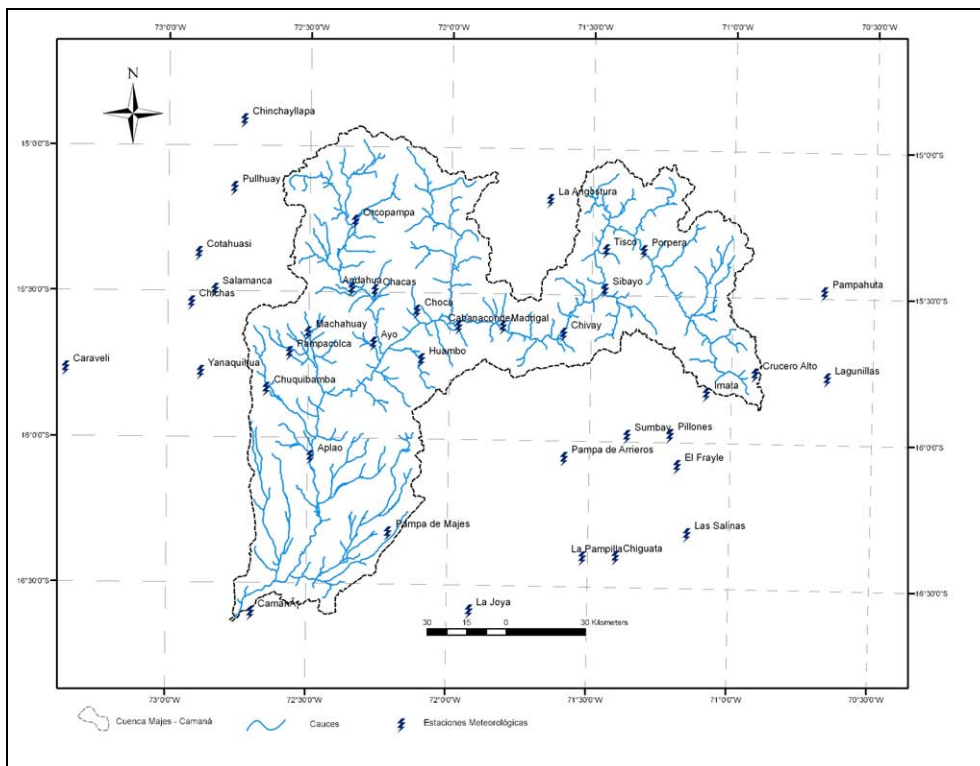 73°0'0"W 72°30'0"W 72°0'0"W 71°30'0"W 71°0'0"W 70°30'0"W
N
Chinchayllapa
15°0'0"S 15°0'0"S
Pullhuay
La Angostura
Orcopampa
Cotahuasi
Tisco Porpera
Salamanca
Andahua Chacas
Sibayo
Pampahuta
15°30'0"S 15°30'0"S
Chichas
Choco
Machahuay
Cabanaconde Madrigal
Chivay
Ayo
Pampacolca
Huambo
Caraveli
Yanaquihua
Crucero Alto
Lagunillas
Chuquibamba
Imata
Sumbay Pillones
16°0'0"S 16°0'0"S
Aplao
Pampa de Arrieros
El Frayle
Pampa de Majes
Las Salinas
La Pampilla Chiguata
16°30'0"S 16°30'0"S
La Joya
30 15 0 30 Kilometers
73°0'0"W 72°30'0"W 72°0'0"W 71°30'0"W 71°0'0"W 70°30'0"W
Cuenca Majes - Camaná
Cauces
Estaciones Meteorológicas